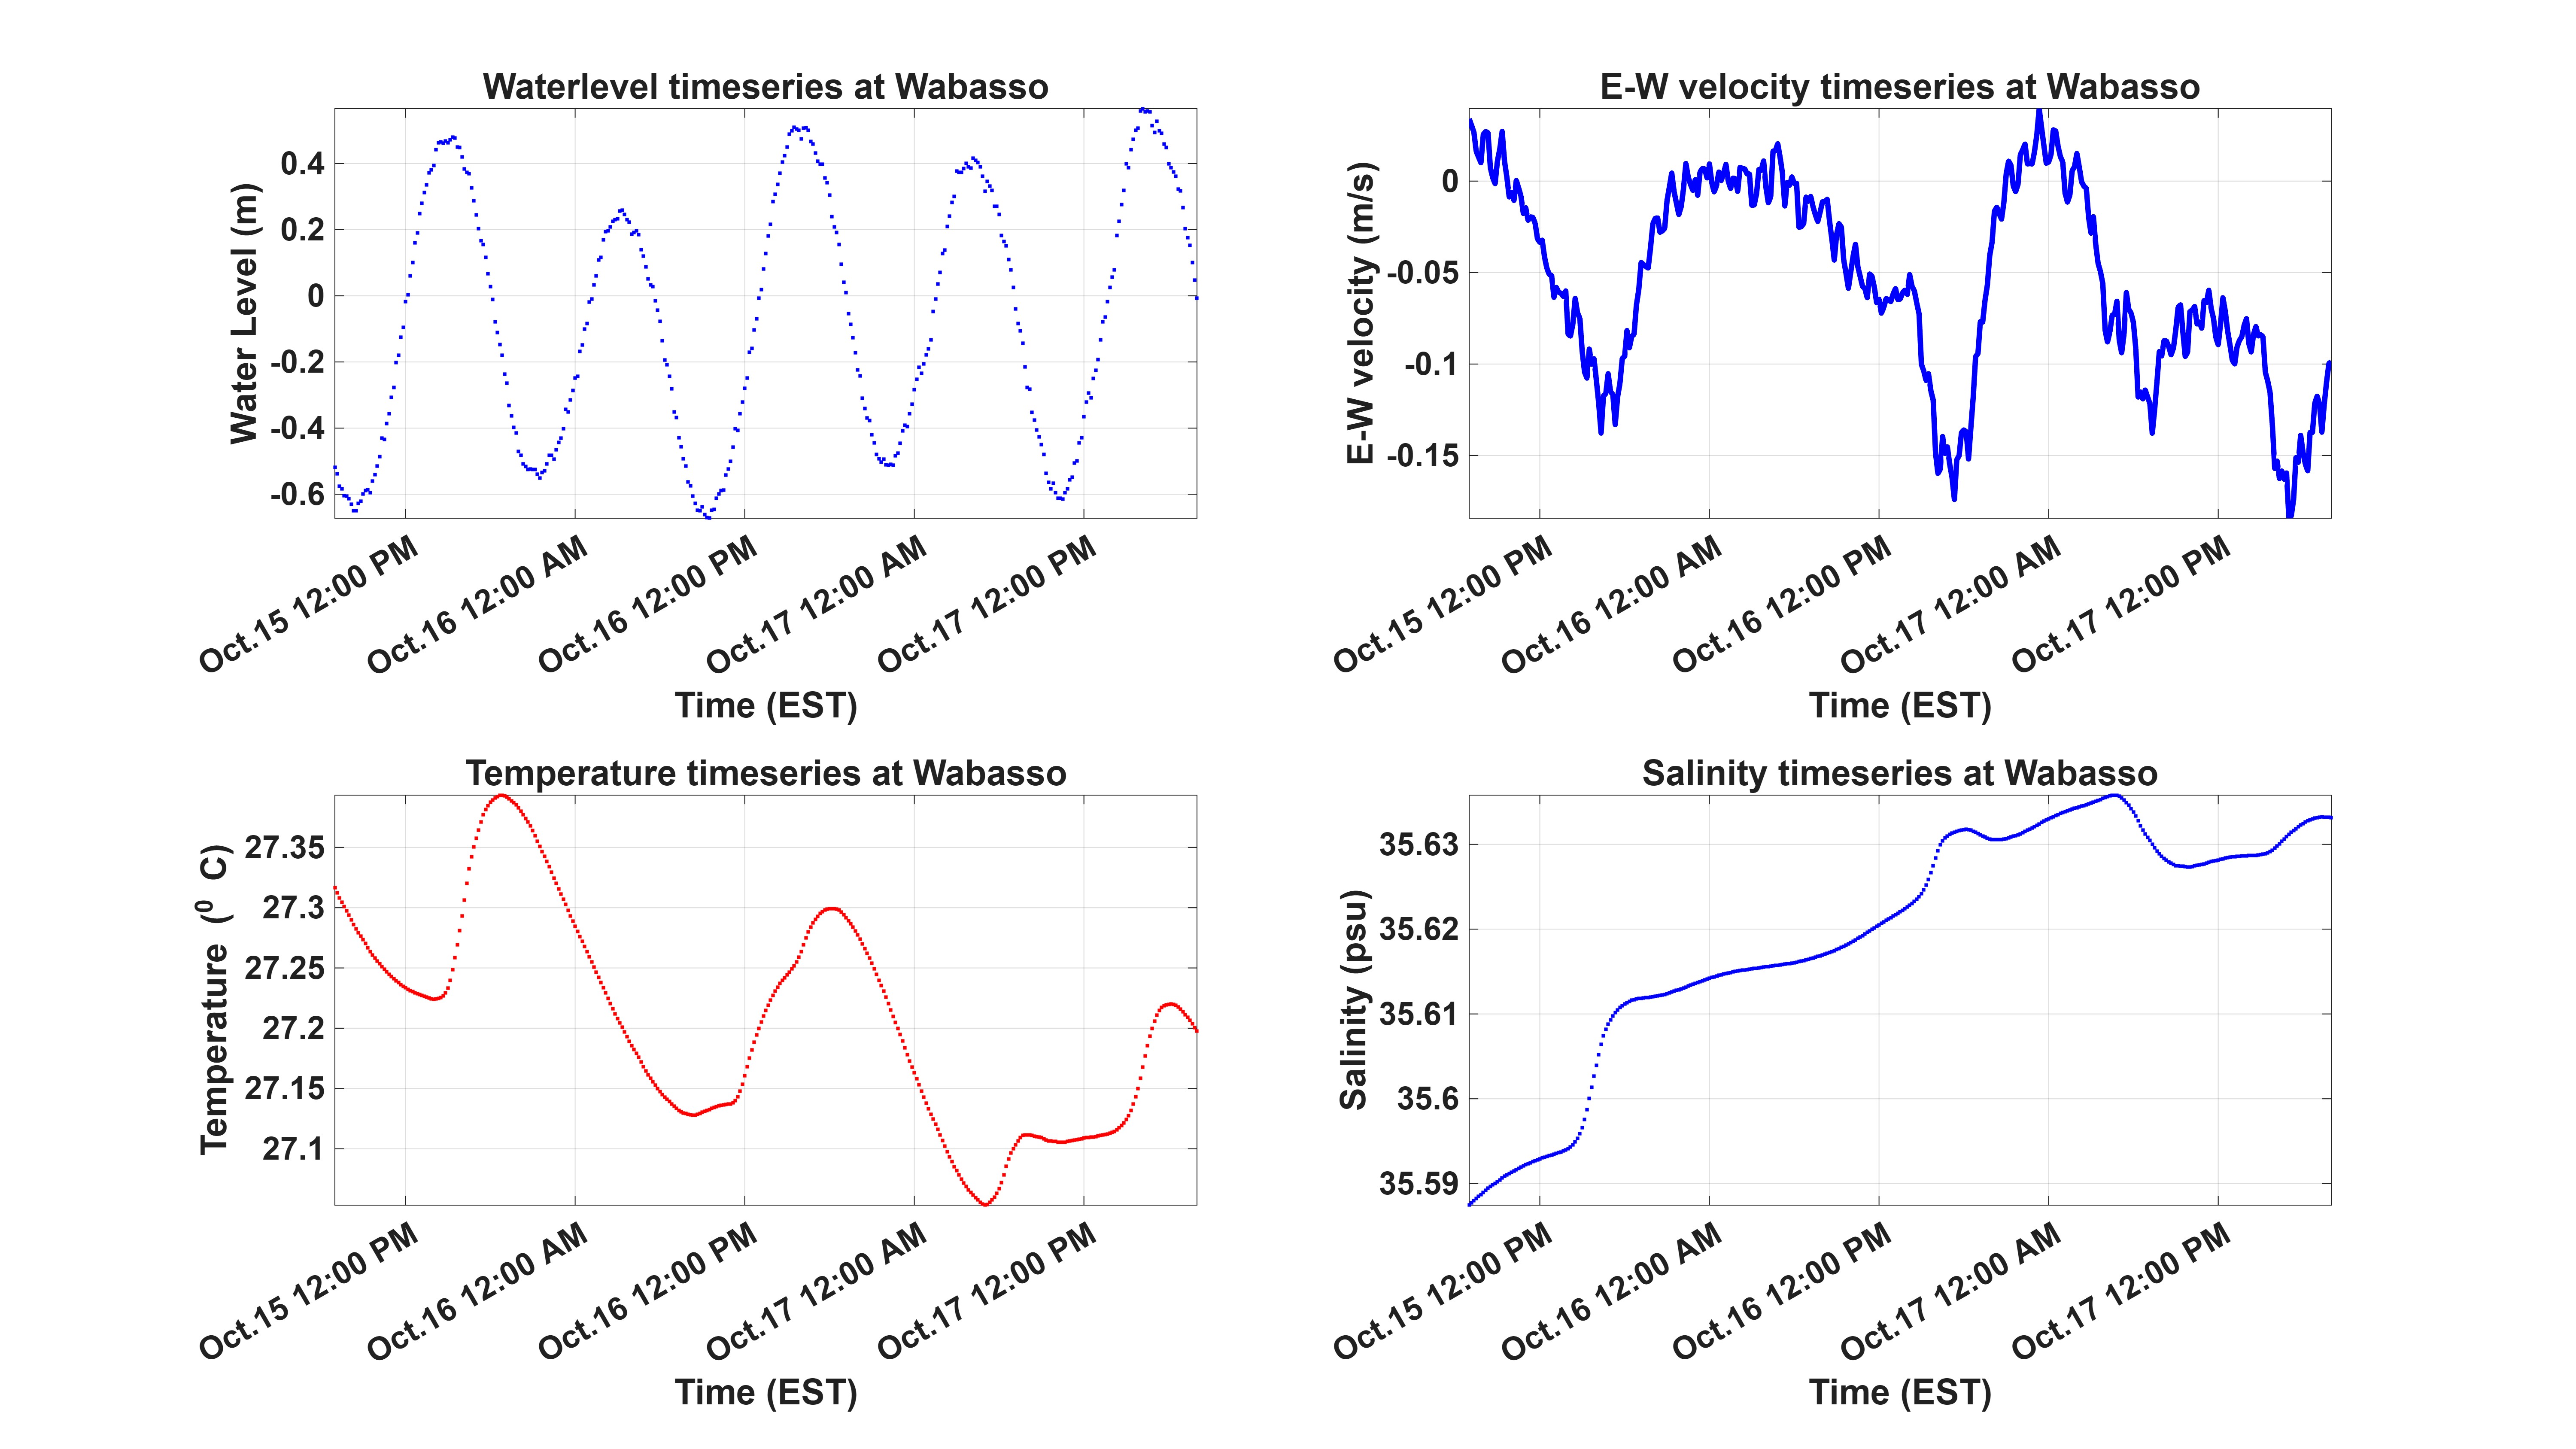 Waterlevel timeseries at Wabasso
Water Level (m)
0.4
0.2
0
-0.2
-0.4
-0.6
Oct.15 12:00 PM
Oct.16 12:00 AM
Oct.16 12:00 PM
Oct.17 12:00 AM
Oct.17 12:00 PM
Time (EST)
E-W velocity timeseries at Wabasso
E-W velocity (m/s)
0
-0.05
-0.1
-0.15
Oct.15 12:00 PM
Oct.16 12:00 AM
Oct.16 12:00 PM
Oct.17 12:00 AM
Oct.17 12:00 PM
Time (EST)
Temperature timeseries at Wabasso
Temperature (⁰ C)
27.35
27.3
27.25
27.2
27.15
27.1
Oct.15 12:00 PM
Oct.16 12:00 AM
Oct.16 12:00 PM
Oct.17 12:00 AM
Oct.17 12:00 PM
Time (EST)
Salinity timeseries at Wabasso
Salinity (psu)
35.63
35.62
35.61
35.6
35.59
Oct.15 12:00 PM
Oct.16 12:00 AM
Oct.16 12:00 PM
Oct.17 12:00 AM
Oct.17 12:00 PM
Time (EST)